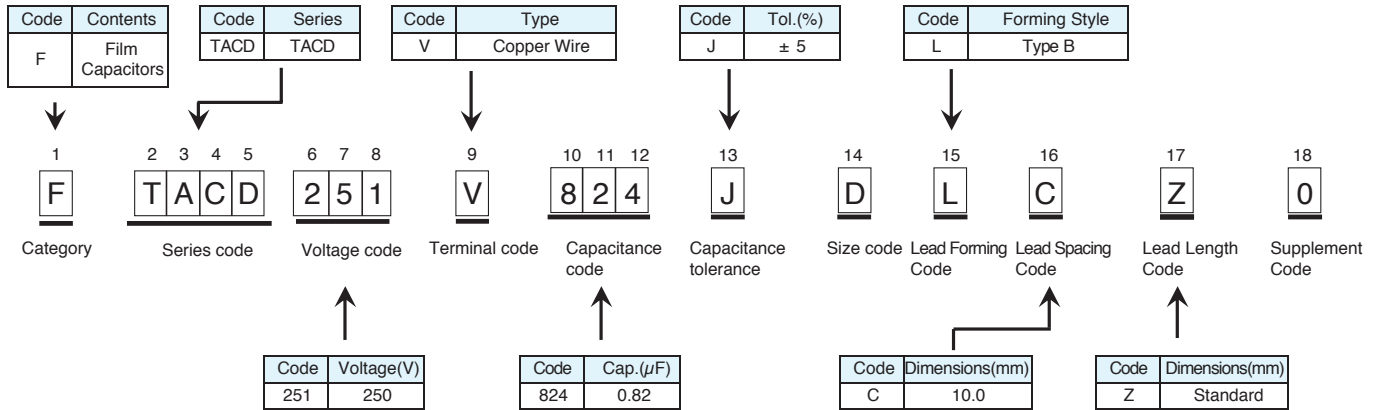 Code Contents
F Film Capacitors
Code Series
TACD TACD
Code Type
V Copper Wire
Code Tol.(%)
J ± 5
Code Forming Style
L Type B
1 2 3 4 5 6 7 8 9 10 11 12 13 14 15 16 17 18
F T A C D 2 5 1 V 8 2 4 J D L C Z 0
Category
Series code
Voltage code
Terminal code
Capacitance
code
Capacitance
tolerance
Size code
Lead Forming
Code
Lead Spacing
Code
Lead Length
Code
Supplement
Code
Code Voltage(V)
251 250
Code Cap.(µF)
824 0.82
Code Dimensions(mm)
C 10.0
Code Dimensions(mm)
Z Standard